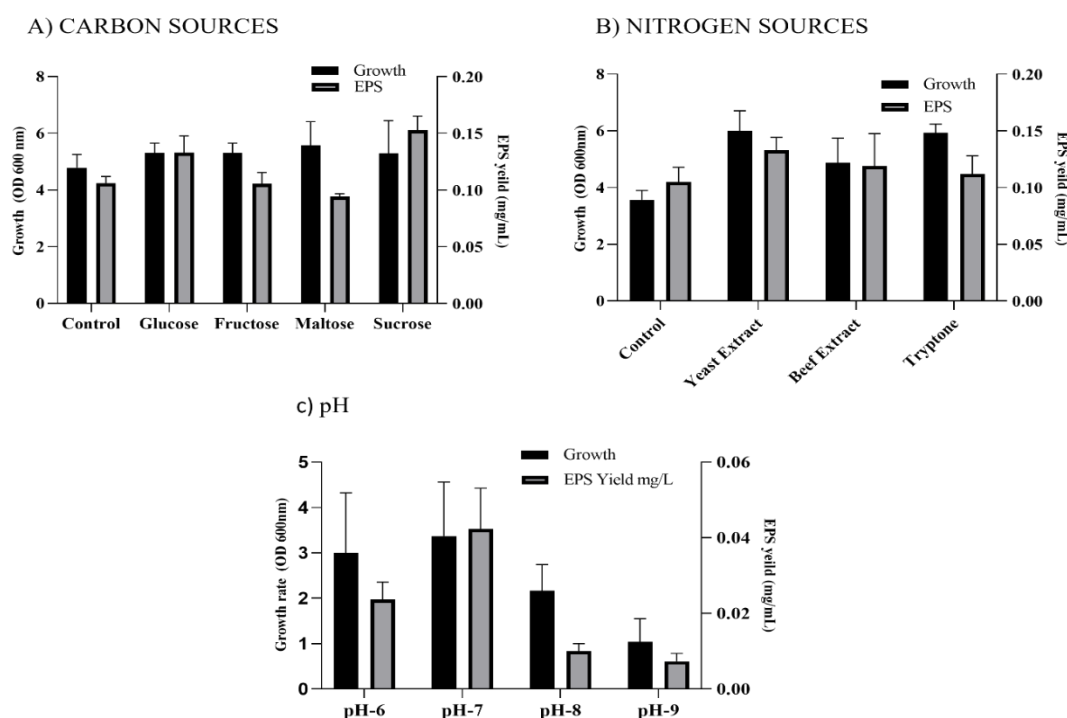 A) CARBON SOURCES
Growth
EPS
8
6
4
2
0
Growth (OD 600 nm)
0.20
0.15
0.10
0.05
0.00
EPS yeild (mg/mL)
Control Glucose Fructose Maltose Sucrose
B) NITROGEN SOURCES
Growth
EPS
8
6
4
2
0
Growth (OD 600nm)
0.20
0.15
0.10
0.05
0.00
EPS yeild (mg/mL)
Control Yeast Extract Beef Extract Tryptone
c) pH
Growth
EPS Yield mg/L
5
4
3
2
1
0
Growth rate (OD 600nm)
0.06
0.04
0.02
0.00
EPS yeild (mg/mL)
pH-6 pH-7 pH-8 pH-9